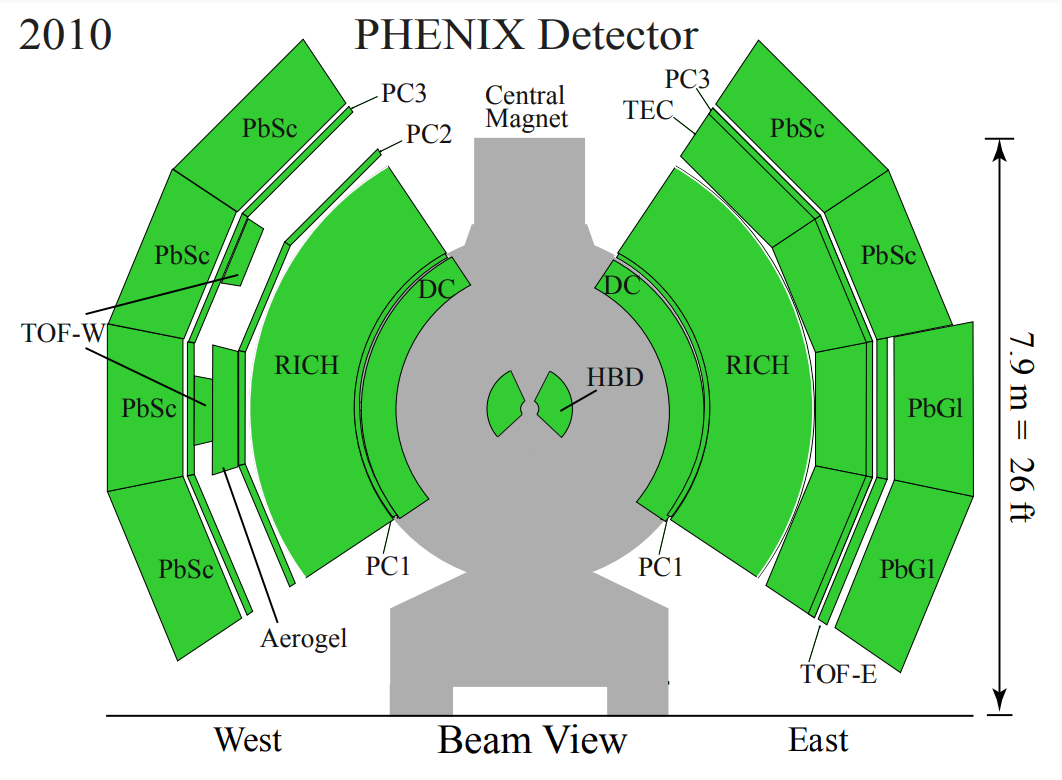 2010
PHENIX Detector
PC3
PC2
Central
Magnet
PC3
TEC
PbSc
PbSc
PbSc
PbSc
TOF-W
DC
DC
RICH
HBD
RICH
PbSc
PbGl
7.9 m = 26 ft
PbSc
PC1
PC1
PbGl
Aerogel
TOF-E
West
Beam View
East